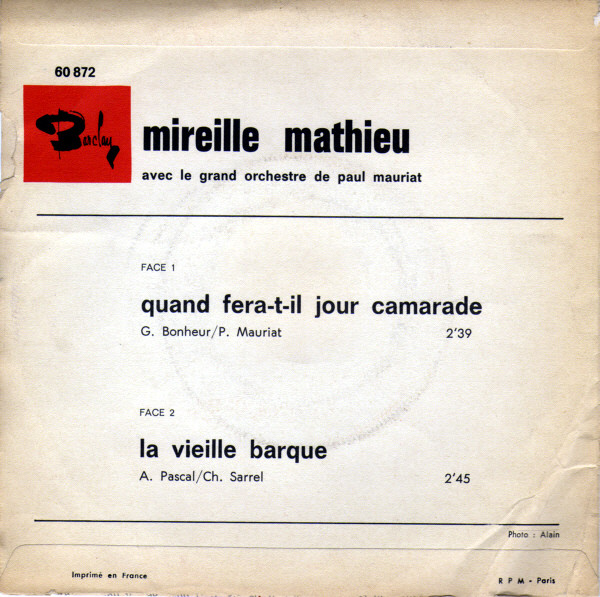 60 872
Barclay
mireille mathieu
avec le grand orchestre de paul mauriat
FACE 1
quand fera-t-il jour camarade
G. Bonheur/P. Mauriat 2'39
FACE 2
la vieille barque
A. Pascal/Ch. Sarrel 2'45
Photo : Alain
Imprimé en France
R P M - Paris